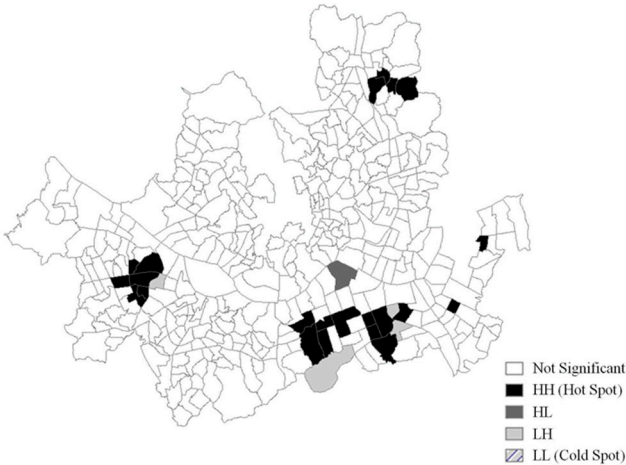 Not Significant
HH (Hot Spot)
HL
LH
LL (Cold Spot)